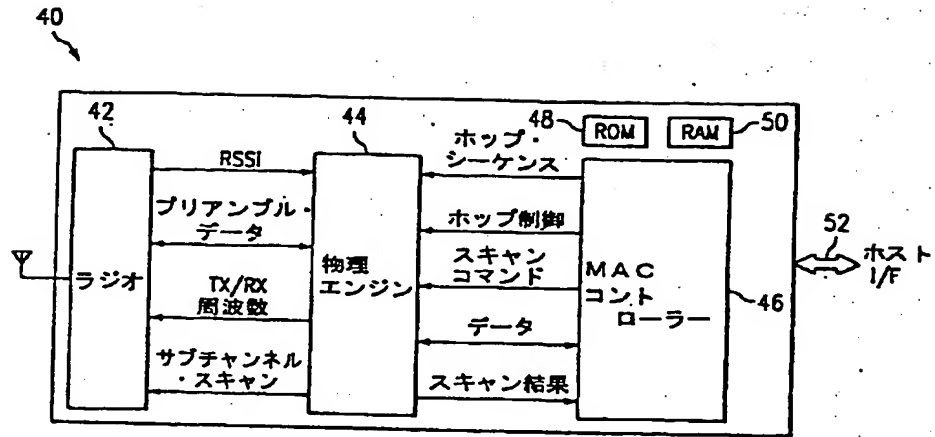 40
42
44
48
ROM
RAM
50
RSSI
ホップ・
シーケンス
プリアンブル・
データ
ホップ制御
スキャン
コマンド
52
ホスト
I/F
ラジオ
物理
エンジン
MAC
コント
ローラー
46
TX/RX
周波数
データ
サブチャンネル
・スキャン
スキャン結果